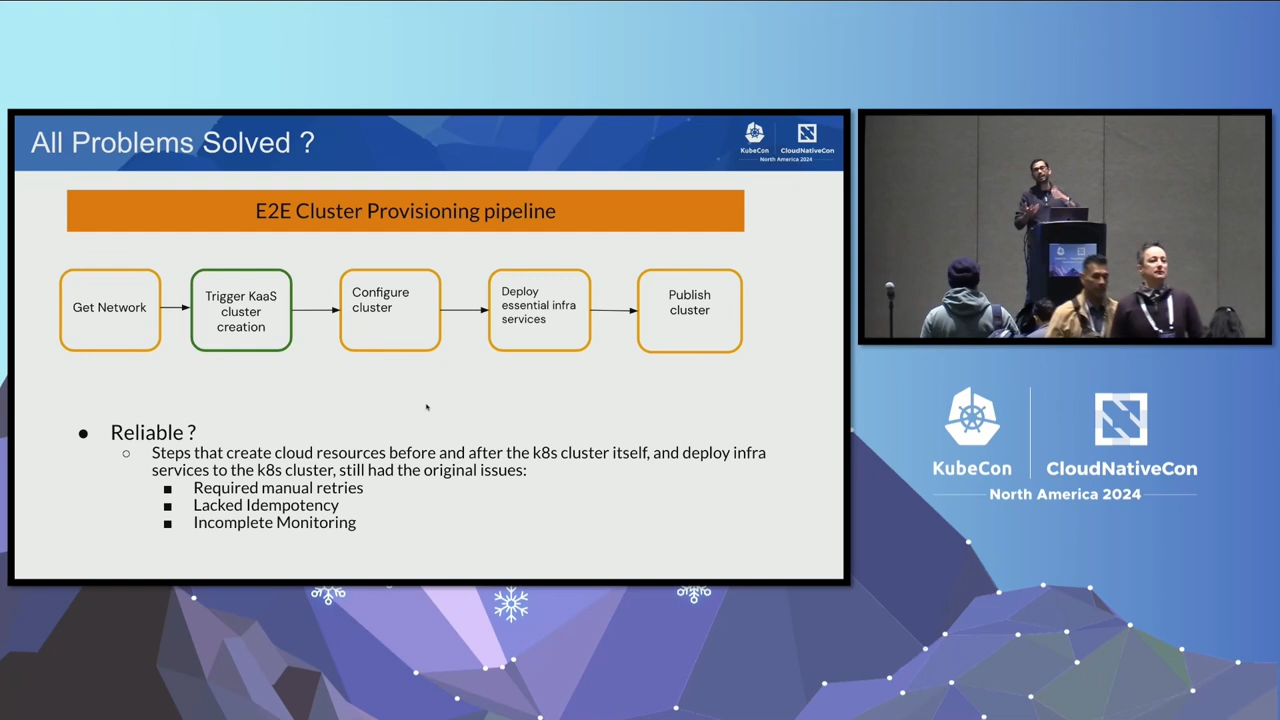 All Problems Solved ?
KubeCon
CloudNativeCon
North America 2024
E2E Cluster Provisioning pipeline
Get Network
Trigger KaaS
cluster
creation
Configure
cluster
Deploy
essential infra
services
Publish
cluster
● Reliable ?
○ Steps that create cloud resources before and after the k8s cluster itself, and deploy infra
services to the k8s cluster, still had the original issues:
■ Required manual retries
■ Lacked Idempotency
■ Incomplete Monitoring
KubeCon
CloudNativeCon
North America 2024